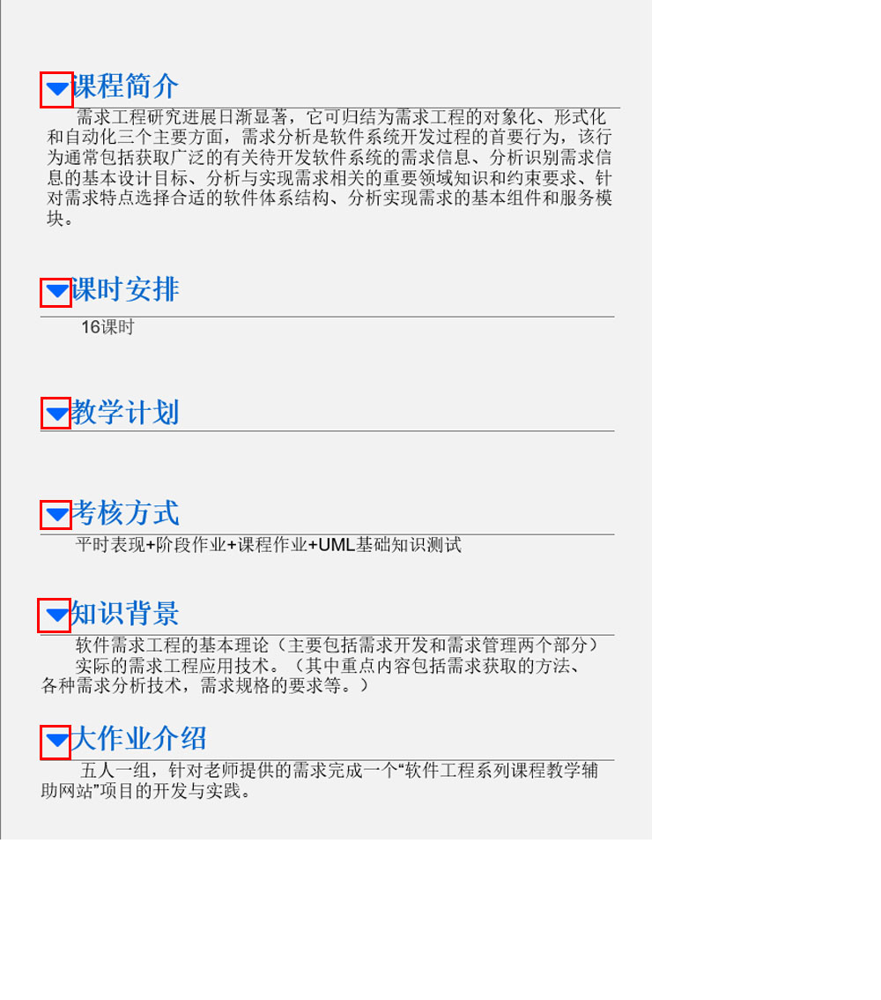 课程简介
需求工程研究进展日渐显著，它可归结为需求工程的对象化、形式化
和自动化三个主要方面，需求分析是软件系统开发过程的首要行为，该行
为通常包括获取广泛的有关待开发软件系统的需求信息、分析识别需求信
息的基本设计目标、分析与实现需求相关的重要领域知识和约束要求、针
对需求特点选择合适的软件体系结构、分析实现需求的基本组件和服务模
块。
课时安排
16课时
教学计划
考核方式
平时表现+阶段作业+课程作业+UML基础知识测试
知识背景
软件需求工程的基本理论（主要包括需求开发和需求管理两个部分）
实际的需求工程应用技术。（其中重点内容包括需求获取的方法、
各种需求分析技术，需求规格的要求等。）
大作业介绍
五人一组，针对老师提供的需求完成一个“软件工程系列课程教学辅
助网站”项目的开发与实践。